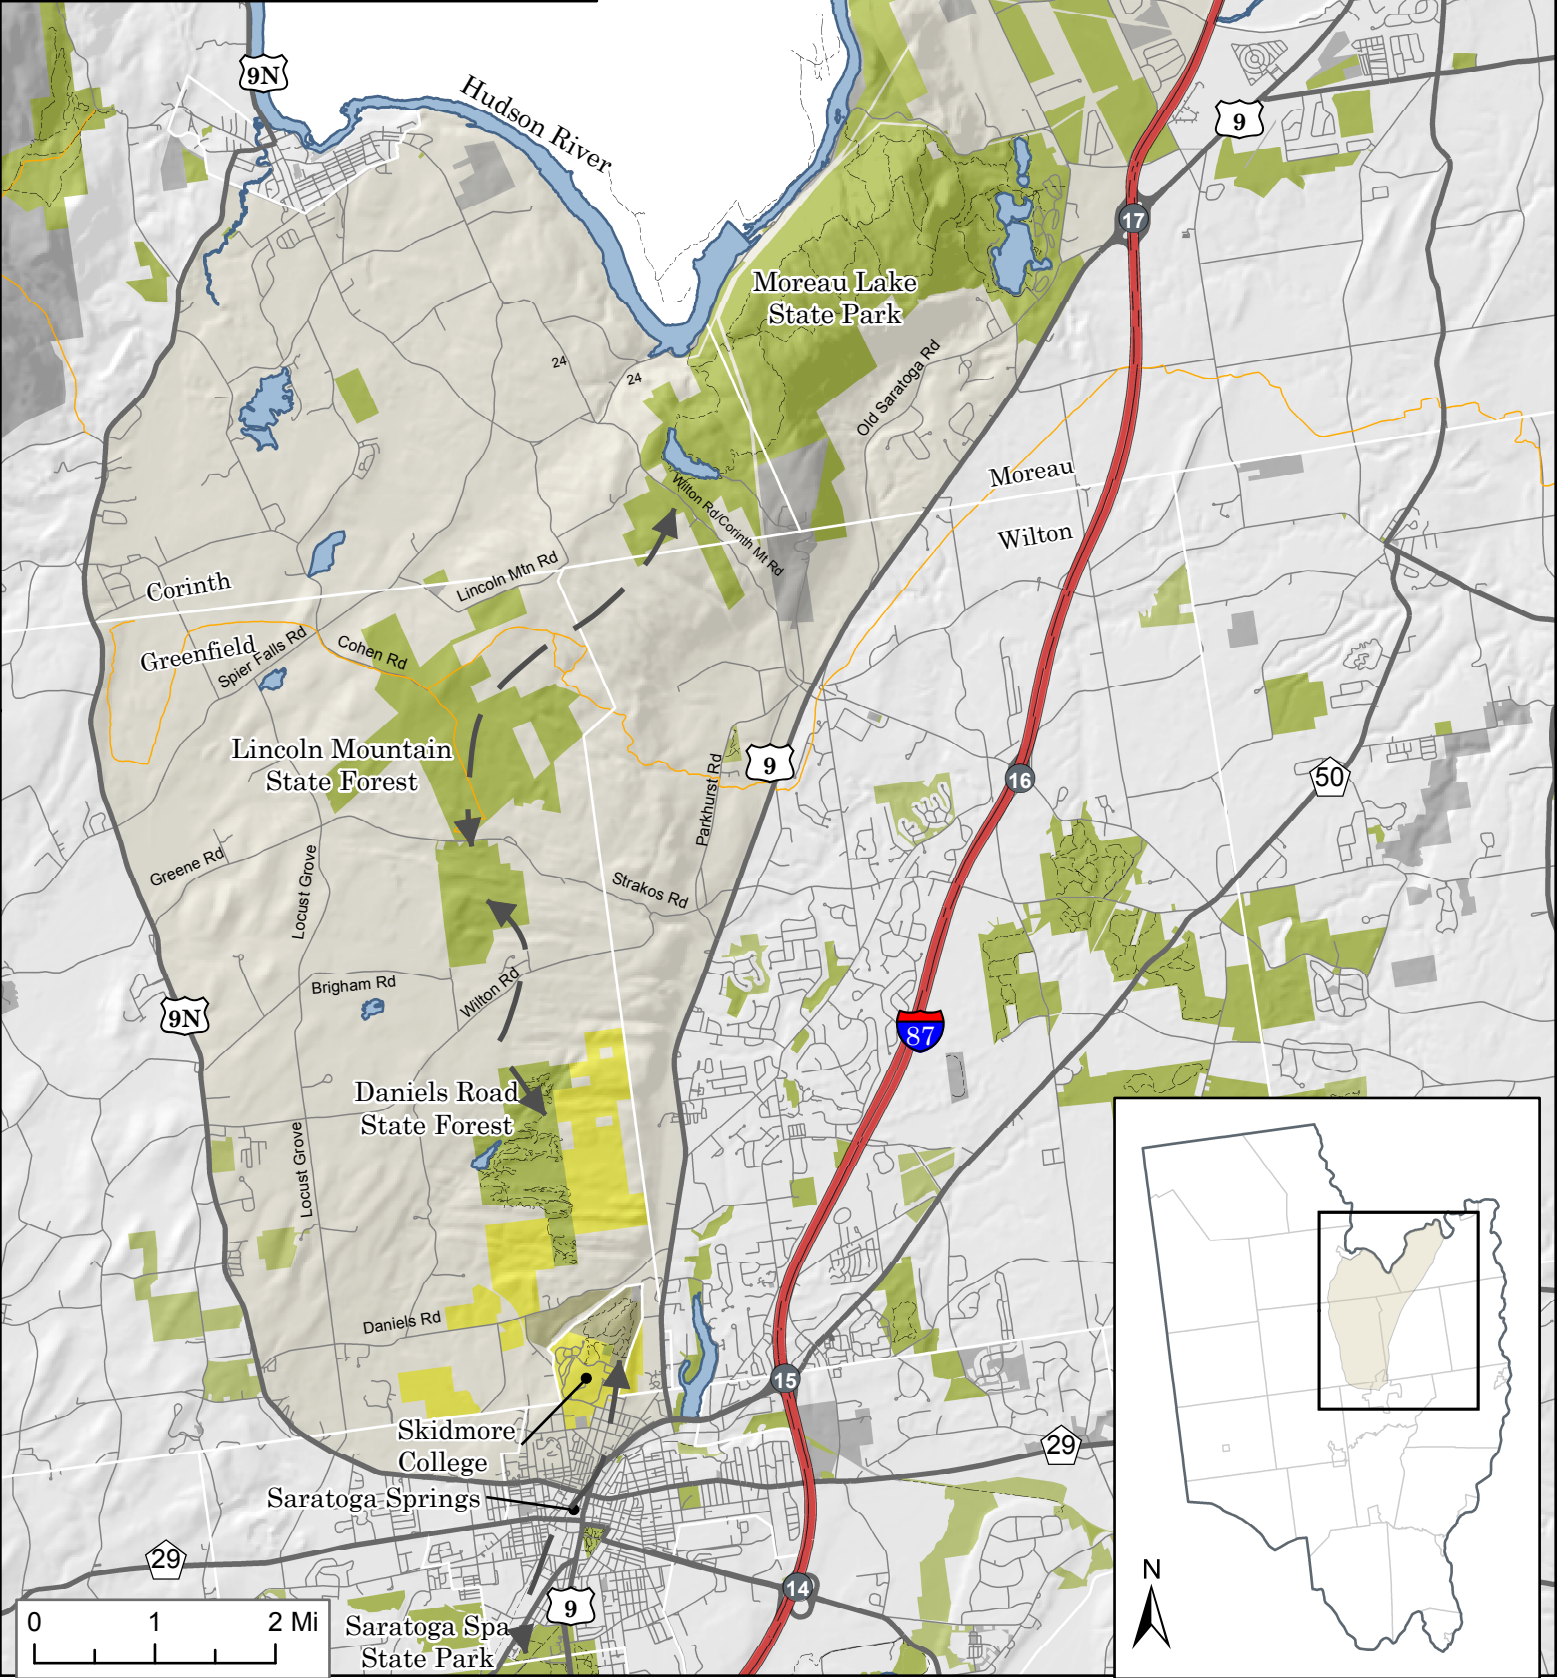 9N
Hudson
River
9
17
Moreau Lake
State Park
24
24
Old Saratoga Rd
Moreau
Wilton Rd/Corinth Mt Rd
Wilton
Lincoln Mtn Rd
Corinth
Greenfield
Spier Falls Rd
Cohen Rd
Lincoln Mountain
State Forest
9
16
50
Parkhurst Rd
Greene Rd
Locust Grove
Strakos Rd
Brigham Rd
Wilton Rd
9N
87
Daniels Road
State Forest
Locust Grove
Daniels Rd
15
Skidmore
College
29
Saratoga Springs
29
14
9
N
0 1 2 Mi
Saratoga Spa
State Park